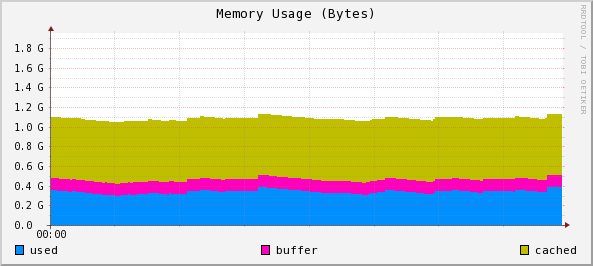 Memory Usage (Bytes)
RRDTOOL / TOBI OETIKER
1.8 G
1.6 G
1.4 G
1.2 G
1.0 G
0.8 G
0.6 G
0.4 G
0.2 G
0.0
00:00
used buffer cached